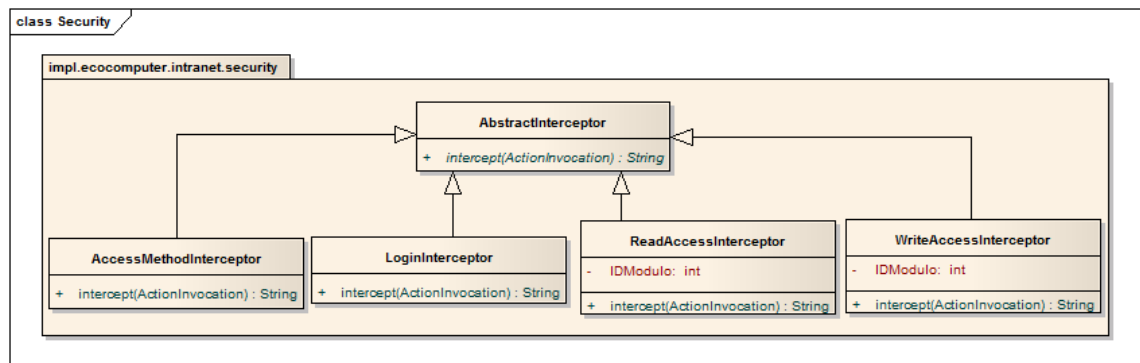 class Security
impl.ecocomputer.intranet.security
AbstractInterceptor
+ intercept(ActionInvocation) : String
AccessMethodInterceptor
+ intercept(ActionInvocation) : String
LoginInterceptor
+ intercept(ActionInvocation) : String
ReadAccessInterceptor
- IDModulo: int
+ intercept(ActionInvocation) : String
WriteAccessInterceptor
- IDModulo: int
+ intercept(ActionInvocation) : String